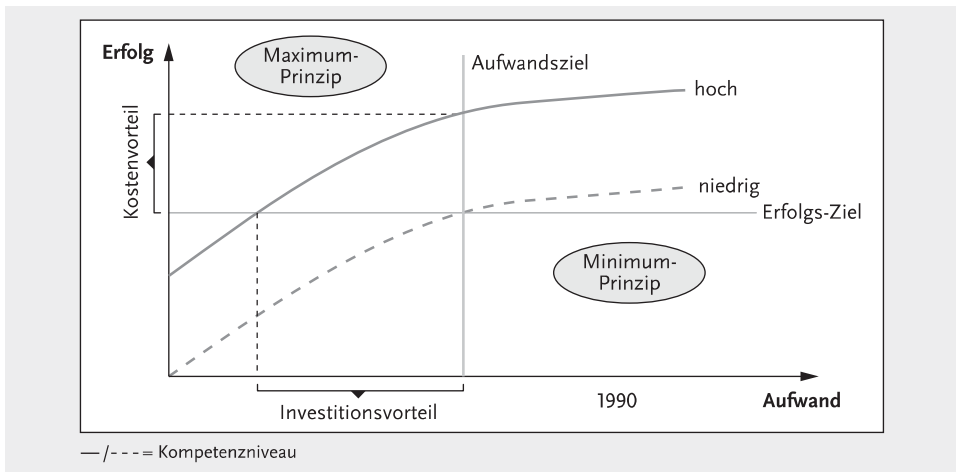 Erfolg
Maximum-
Prinzip
Aufwandsziel
hoch
Kostenvorteil
niedrig
Erfolgs-Ziel
Minimum-
Prinzip
Investitionsvorteil
1990
Aufwand
— /- - - - = Kompetenzniveau